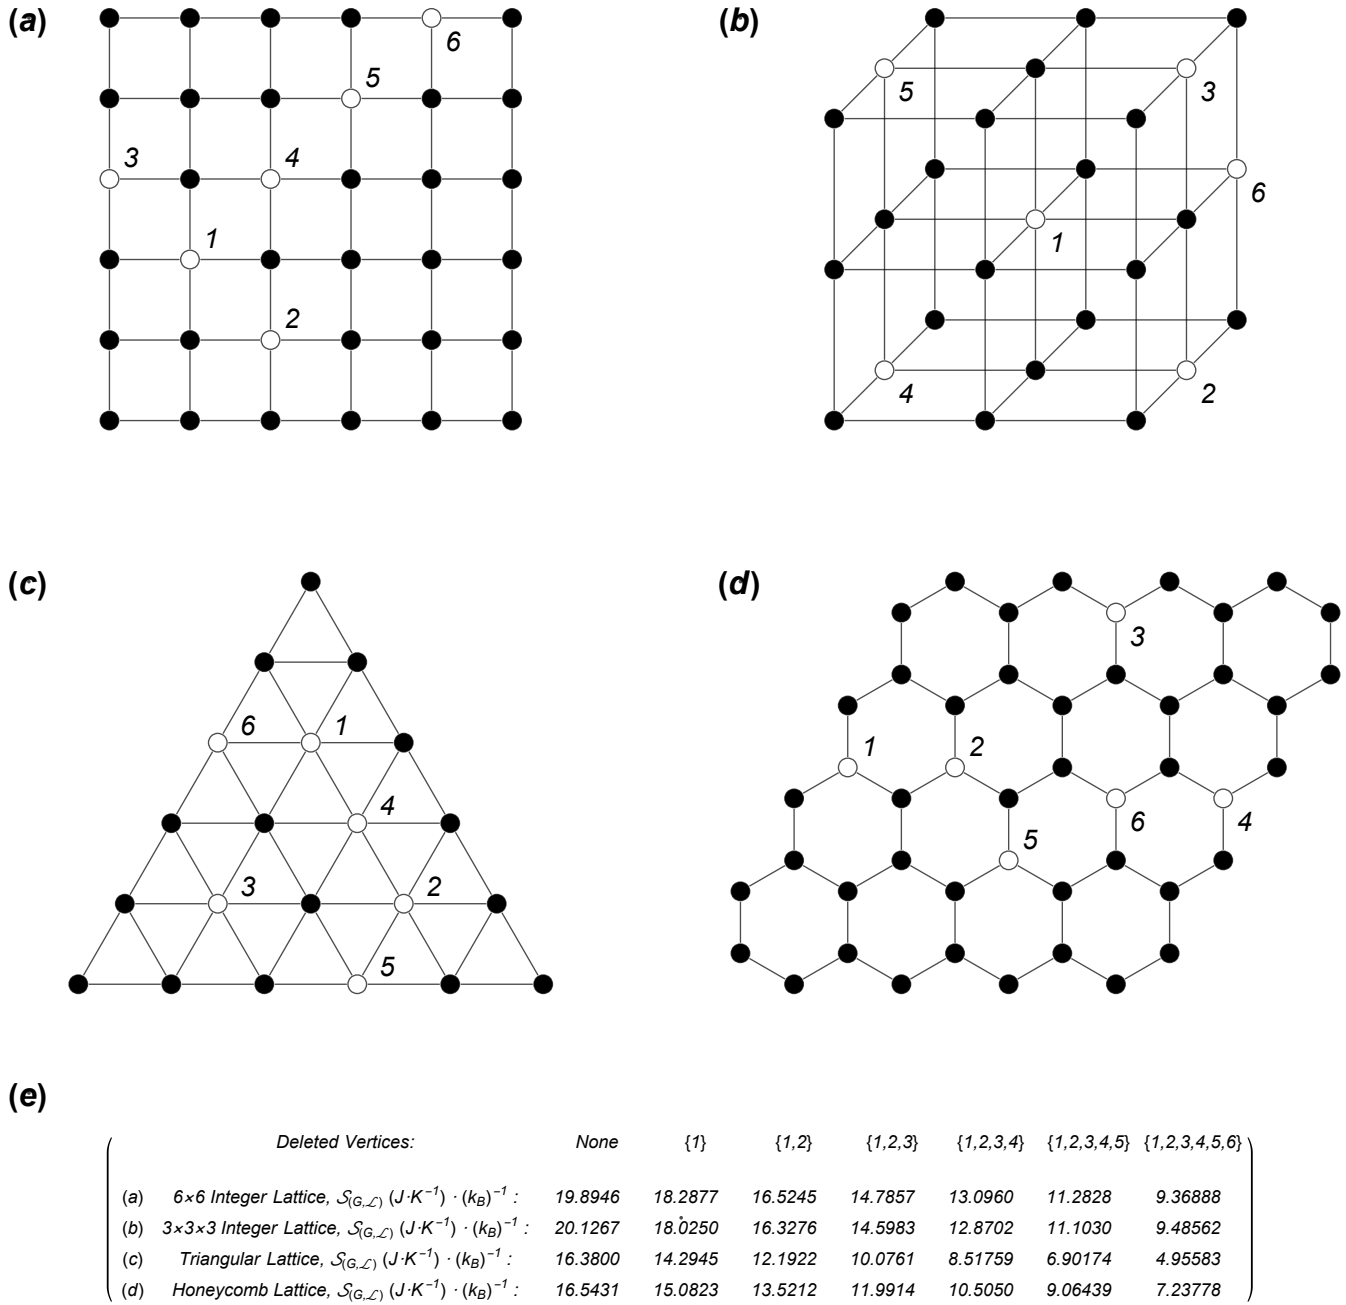 (a)
6
5
3
4
1
2
(b)
5
3
6
1
4
2
(c)
6
1
4
3
2
5
(d)
3
1
2
6
4
5
(e)
Deleted Vertices: None {1} {1,2} {1,2,3} {1,2,3,4} {1,2,3,4,5} {1,2,3,4,5,6}
(a) 6×6 Integer Lattice, 𝒮(G,ℒ) (J·K⁻¹) · (k_B)⁻¹ : 19.8946 18.2877 16.5245 14.7857 13.0960 11.2828 9.36888
(b) 3×3×3 Integer Lattice, 𝒮(G,ℒ) (J·K⁻¹) · (k_B)⁻¹ : 20.1267 18.0250 16.3276 14.5983 12.8702 11.1030 9.48562
(c) Triangular Lattice, 𝒮(G,ℒ) (J·K⁻¹) · (k_B)⁻¹ : 16.3800 14.2945 12.1922 10.0761 8.51759 6.90174 4.95583
(d) Honeycomb Lattice, 𝒮(G,ℒ) (J·K⁻¹) · (k_B)⁻¹ : 16.5431 15.0823 13.5212 11.9914 10.5050 9.06439 7.23778